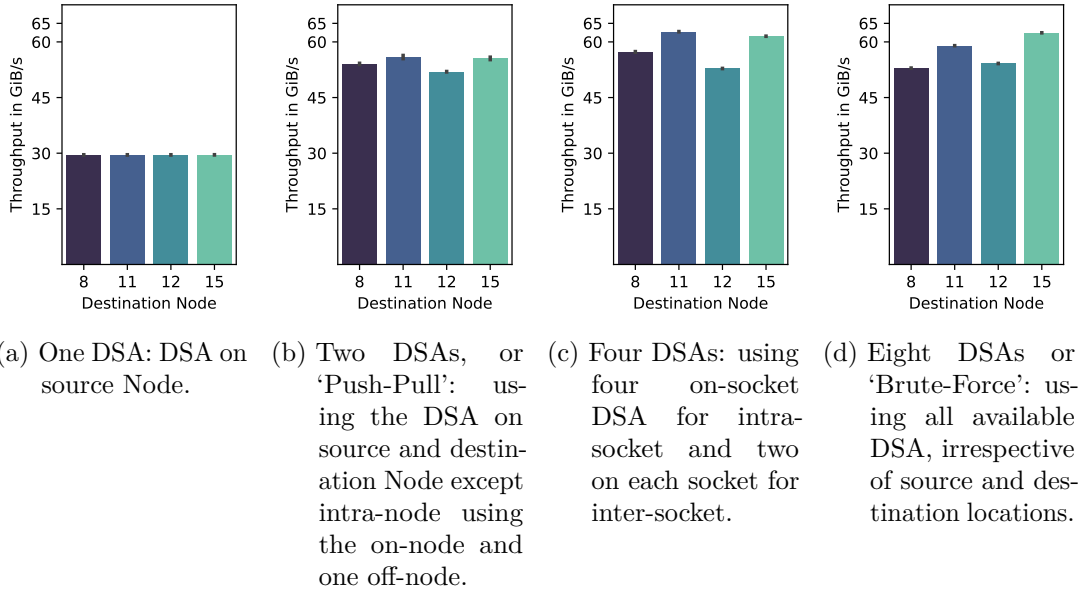 65
60
45
30
15
Throughput in GiB/s
8 11 12 15
Destination Node
65
60
45
30
15
Throughput in GiB/s
8 11 12 15
Destination Node
65
60
45
30
15
Throughput in GiB/s
8 11 12 15
Destination Node
65
60
45
30
15
Throughput in GiB/s
8 11 12 15
Destination Node
a) One DSA: DSA on
source Node.
(b) Two DSAs, or
‘Push-Pull’: us-
ing the DSA on
source and destin-
ation Node except
intra-node using
the on-node and
one off-node.
(c) Four DSAs: using
four on-socket
DSA for intra-
socket and two
on each socket for
inter-socket.
(d) Eight DSAs or
‘Brute-Force’: us-
ing all available
DSA, irrespective
of source and des-
tination locations.